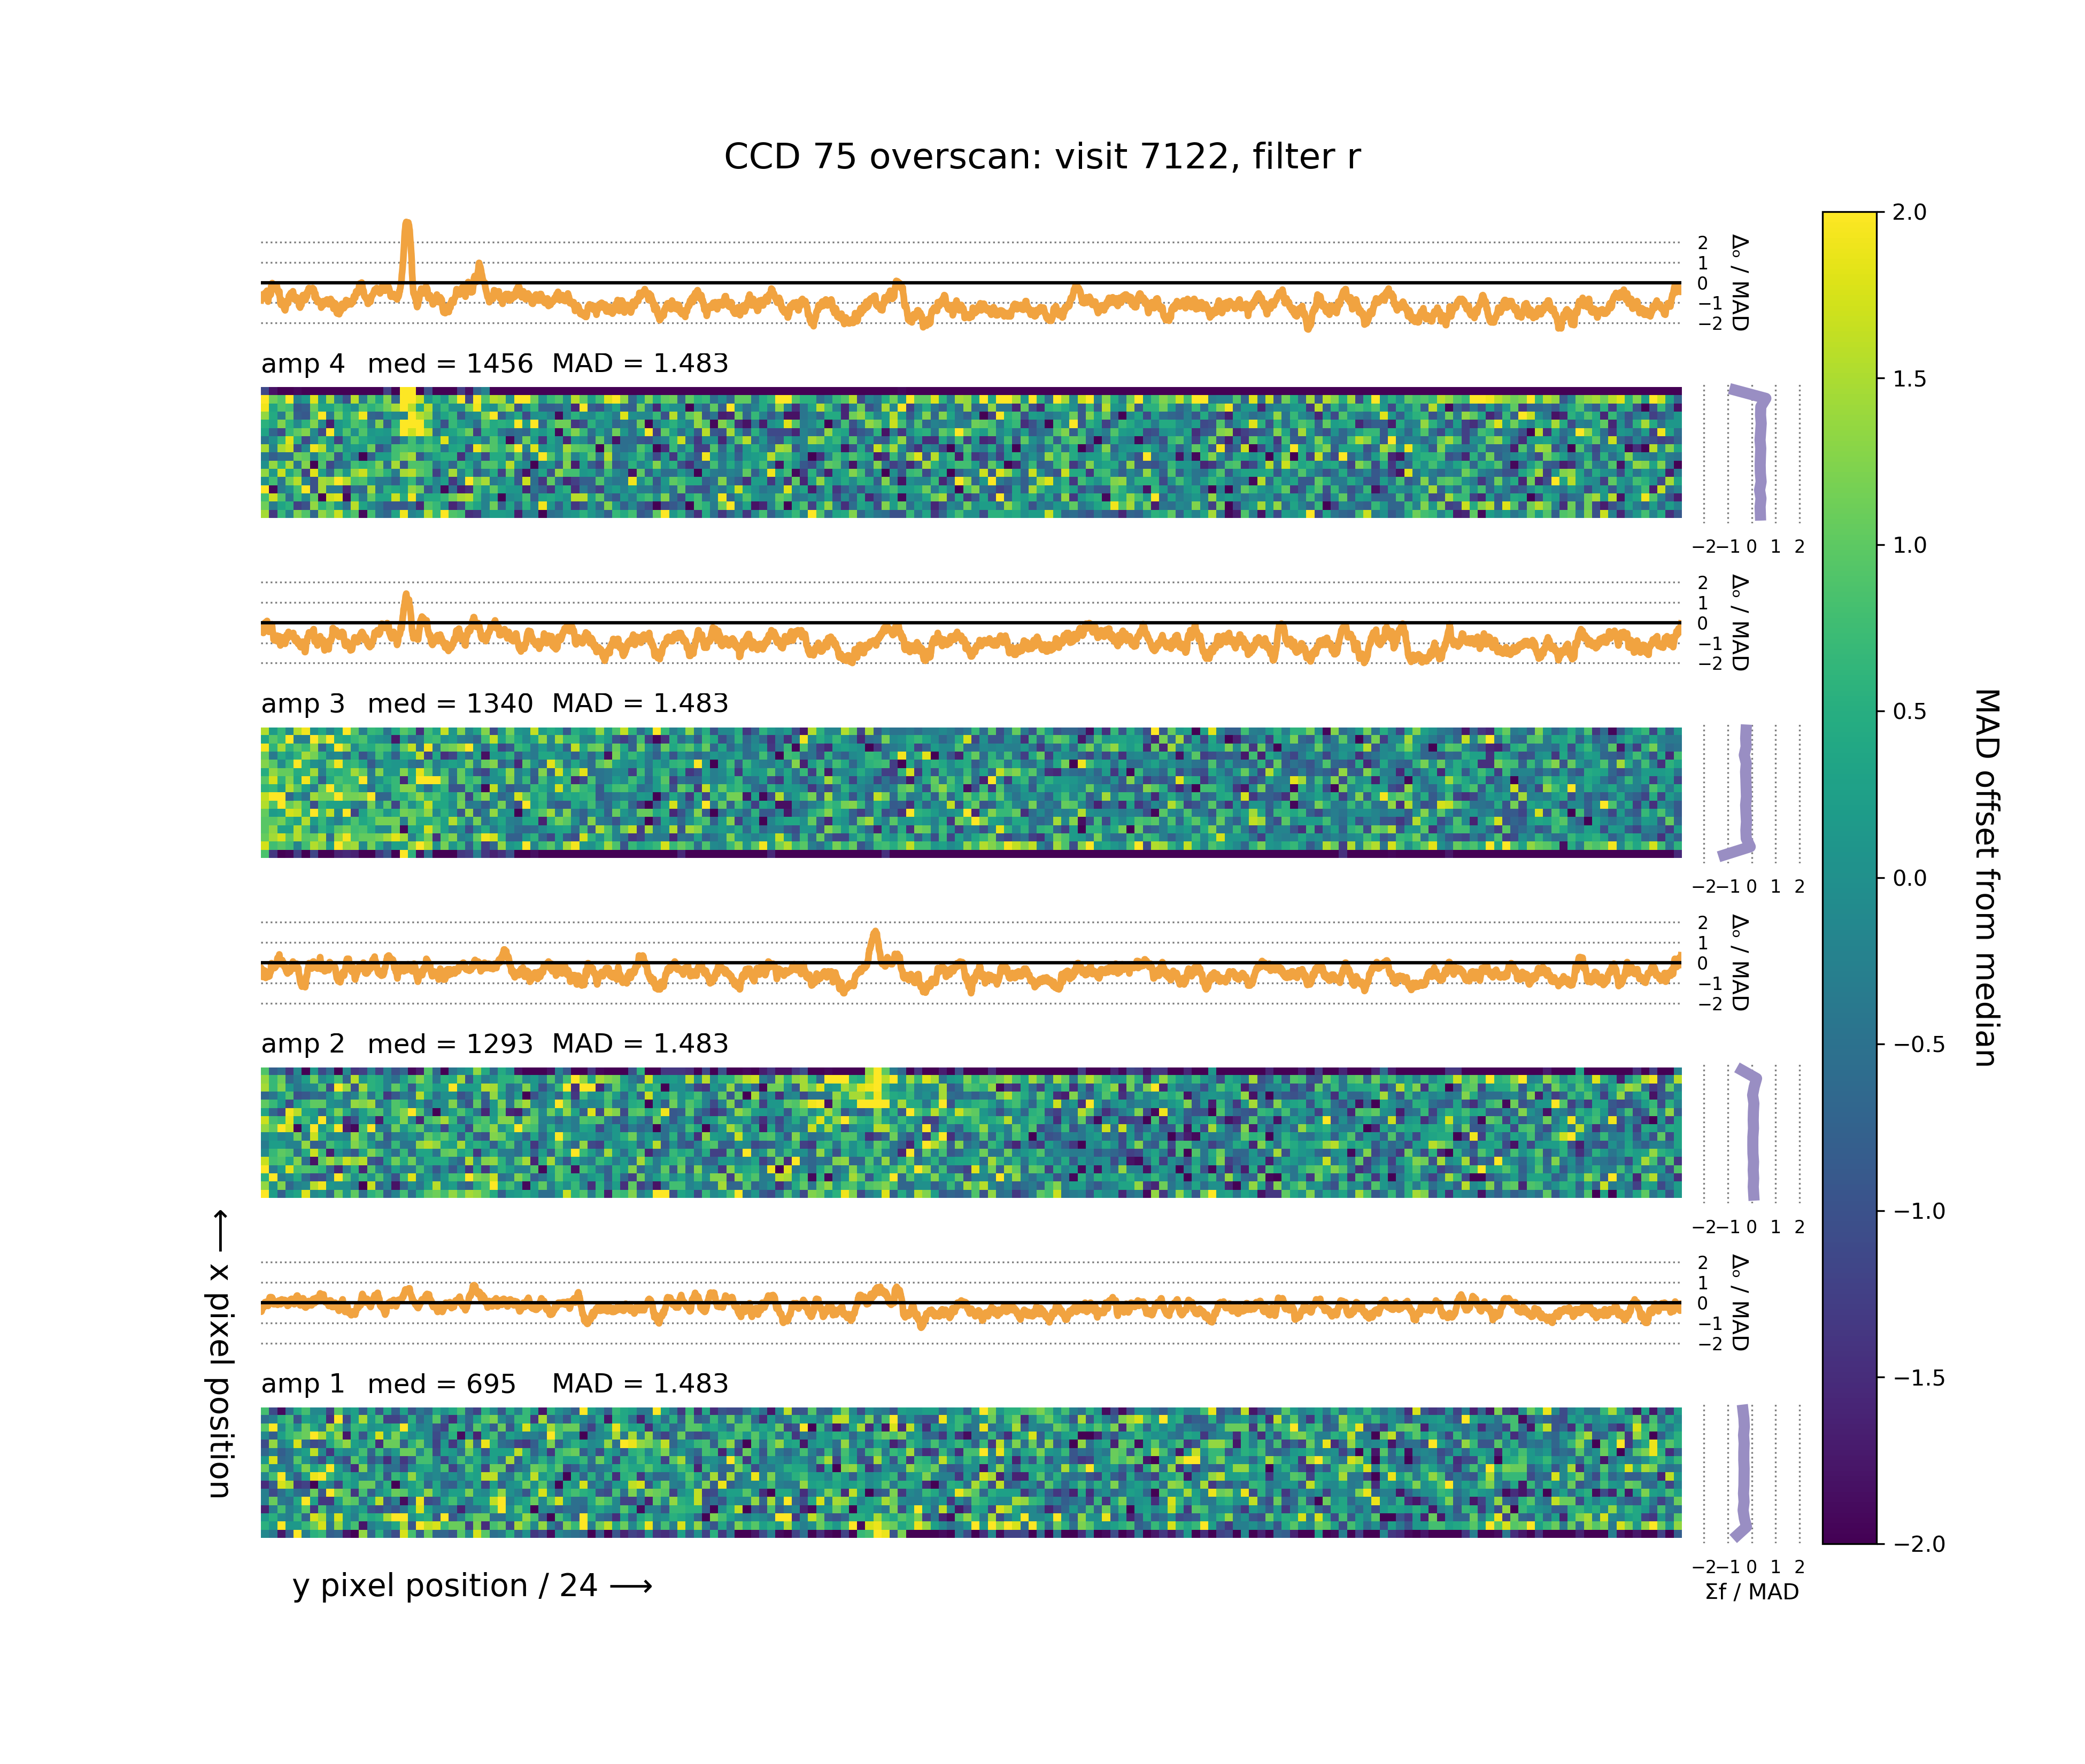 CCD 75 overscan: visit 7122, filter r
2
1
0
−1
−2
Δₒ / MAD
amp 4 med = 1456 MAD = 1.483
−2 −1 0 1 2
2
1
0
−1
−2
Δₒ / MAD
amp 3 med = 1340 MAD = 1.483
−2 −1 0 1 2
2
1
0
−1
−2
Δₒ / MAD
amp 2 med = 1293 MAD = 1.483
−2 −1 0 1 2
2
1
0
−1
−2
Δₒ / MAD
amp 1 med = 695 MAD = 1.483
−2 −1 0 1 2
Σf / MAD
y pixel position / 24 ⟶
⟵ x pixel position
2.0
1.5
1.0
0.5
0.0
−0.5
−1.0
−1.5
−2.0
MAD offset from median